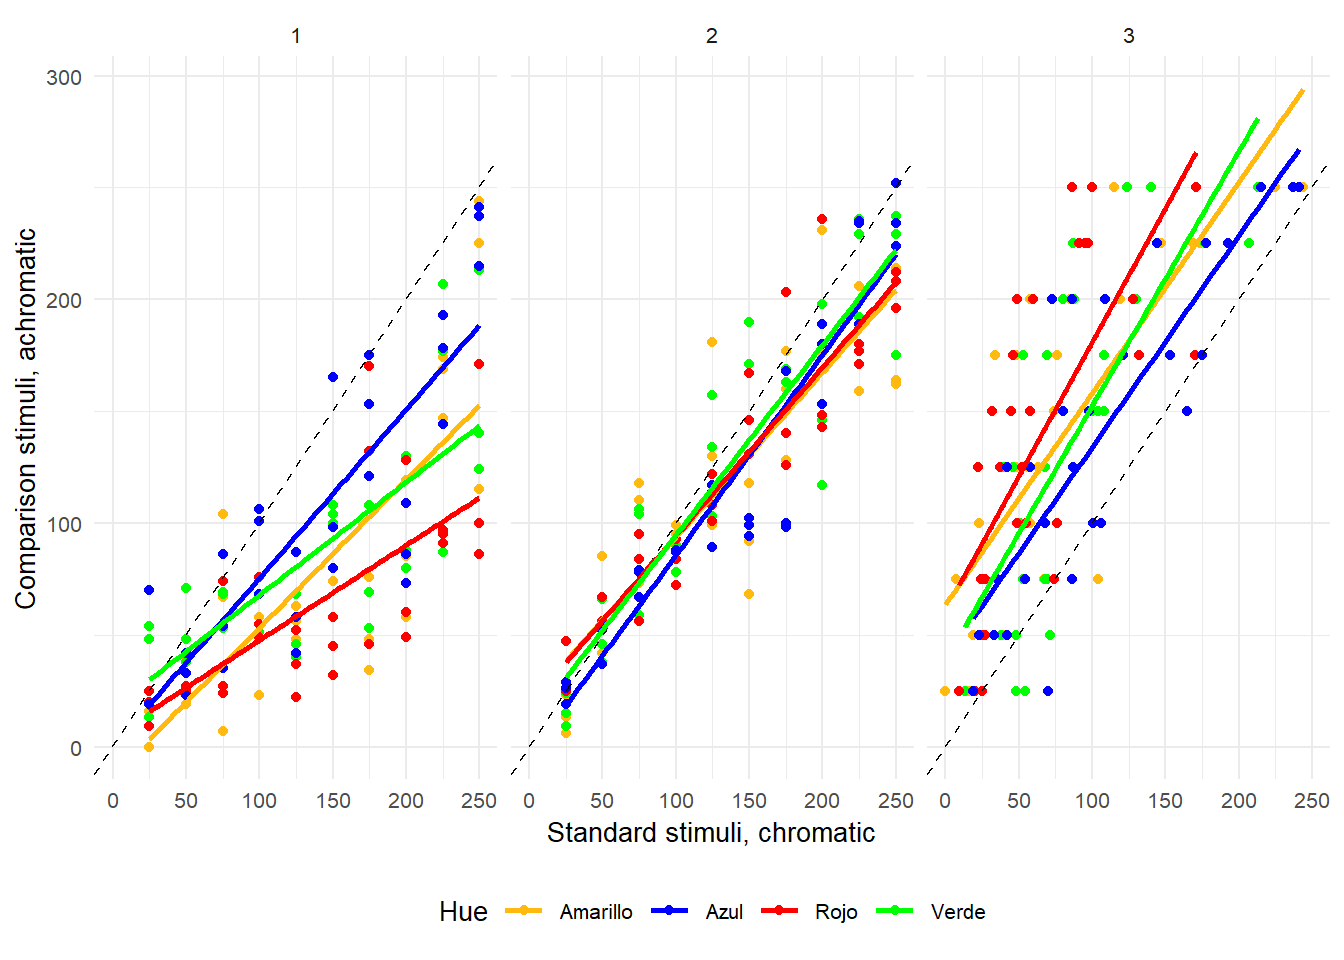 1 2 3
300
200
100
0
Comparison stimuli, achromatic
0 50 100 150 200 250 0 50 100 150 200 250 0 50 100 150 200 250
Standard stimuli, chromatic
Hue Amarillo Azul Rojo Verde